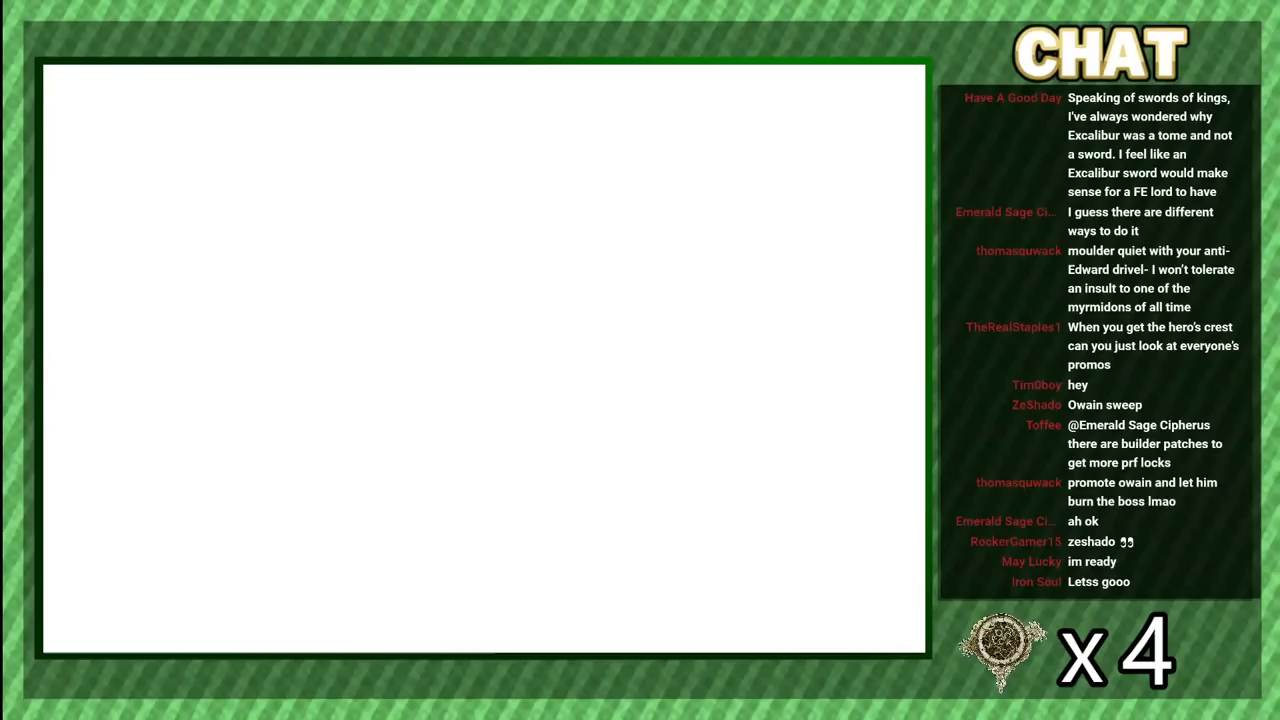 CHAT
Have A Good Day Speaking of swords of kings,
I've always wondered why
Excalibur was a tome and not
a sword. I feel like an
Excalibur sword would make
sense for a FE lord to have
Emerald Sage Ci... I guess there are different
ways to do it
thomasquwack moulder quiet with your anti-
Edward drivel- I won't tolerate
an insult to one of the
myrmidons of all time
TheRealStaples1 When you get the hero's crest
can you just look at everyone's
promos
Tim0boy hey
ZeShado Owain sweep
Toffee @Emerald Sage Cipherus
there are builder patches to
get more prf locks
thomasquwack promote owain and let him
burn the boss lmao
Emerald Sage Ci... ah ok
RockerGamer15 zeshado 👀
May Lucky im ready
Iron Soul Letss gooo
x 4